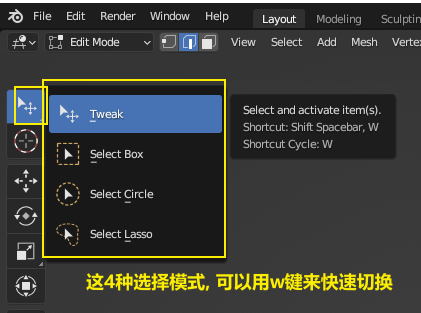 File Edit Render Window Help Layout Modeling Sculptin
Edit Mode View Select Add Mesh Verte
Tweak
Select and activate item(s).
Shortcut: Shift Spacebar, W
Shortcut Cycle: W
Select Box
Select Circle
Select Lasso
这4种选择模式, 可以用w键来快速切换